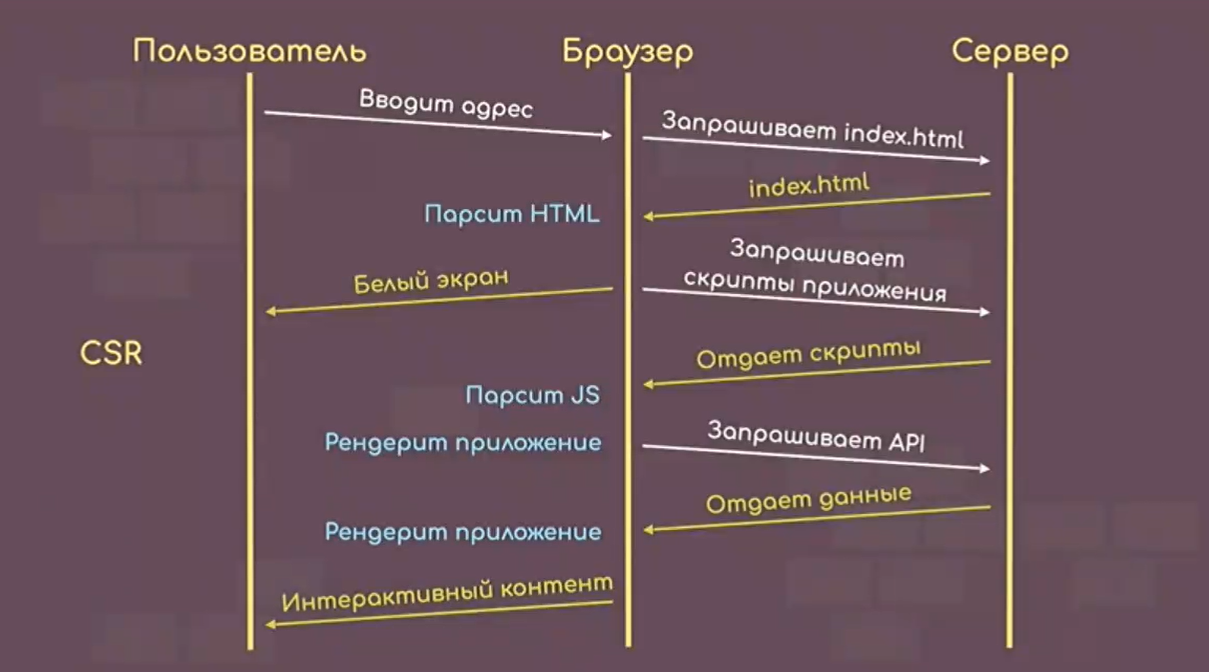 Пользователь
Браузер
Сервер
Вводит адрес
Запрашивает index.html
index.html
Парсит HTML
Запрашивает
скрипты приложения
Белый экран
CSR
Отдает скрипты
Парсит JS
Рендерит приложение
Запрашивает API
Отдает данные
Рендерит приложение
Интерактивный контент